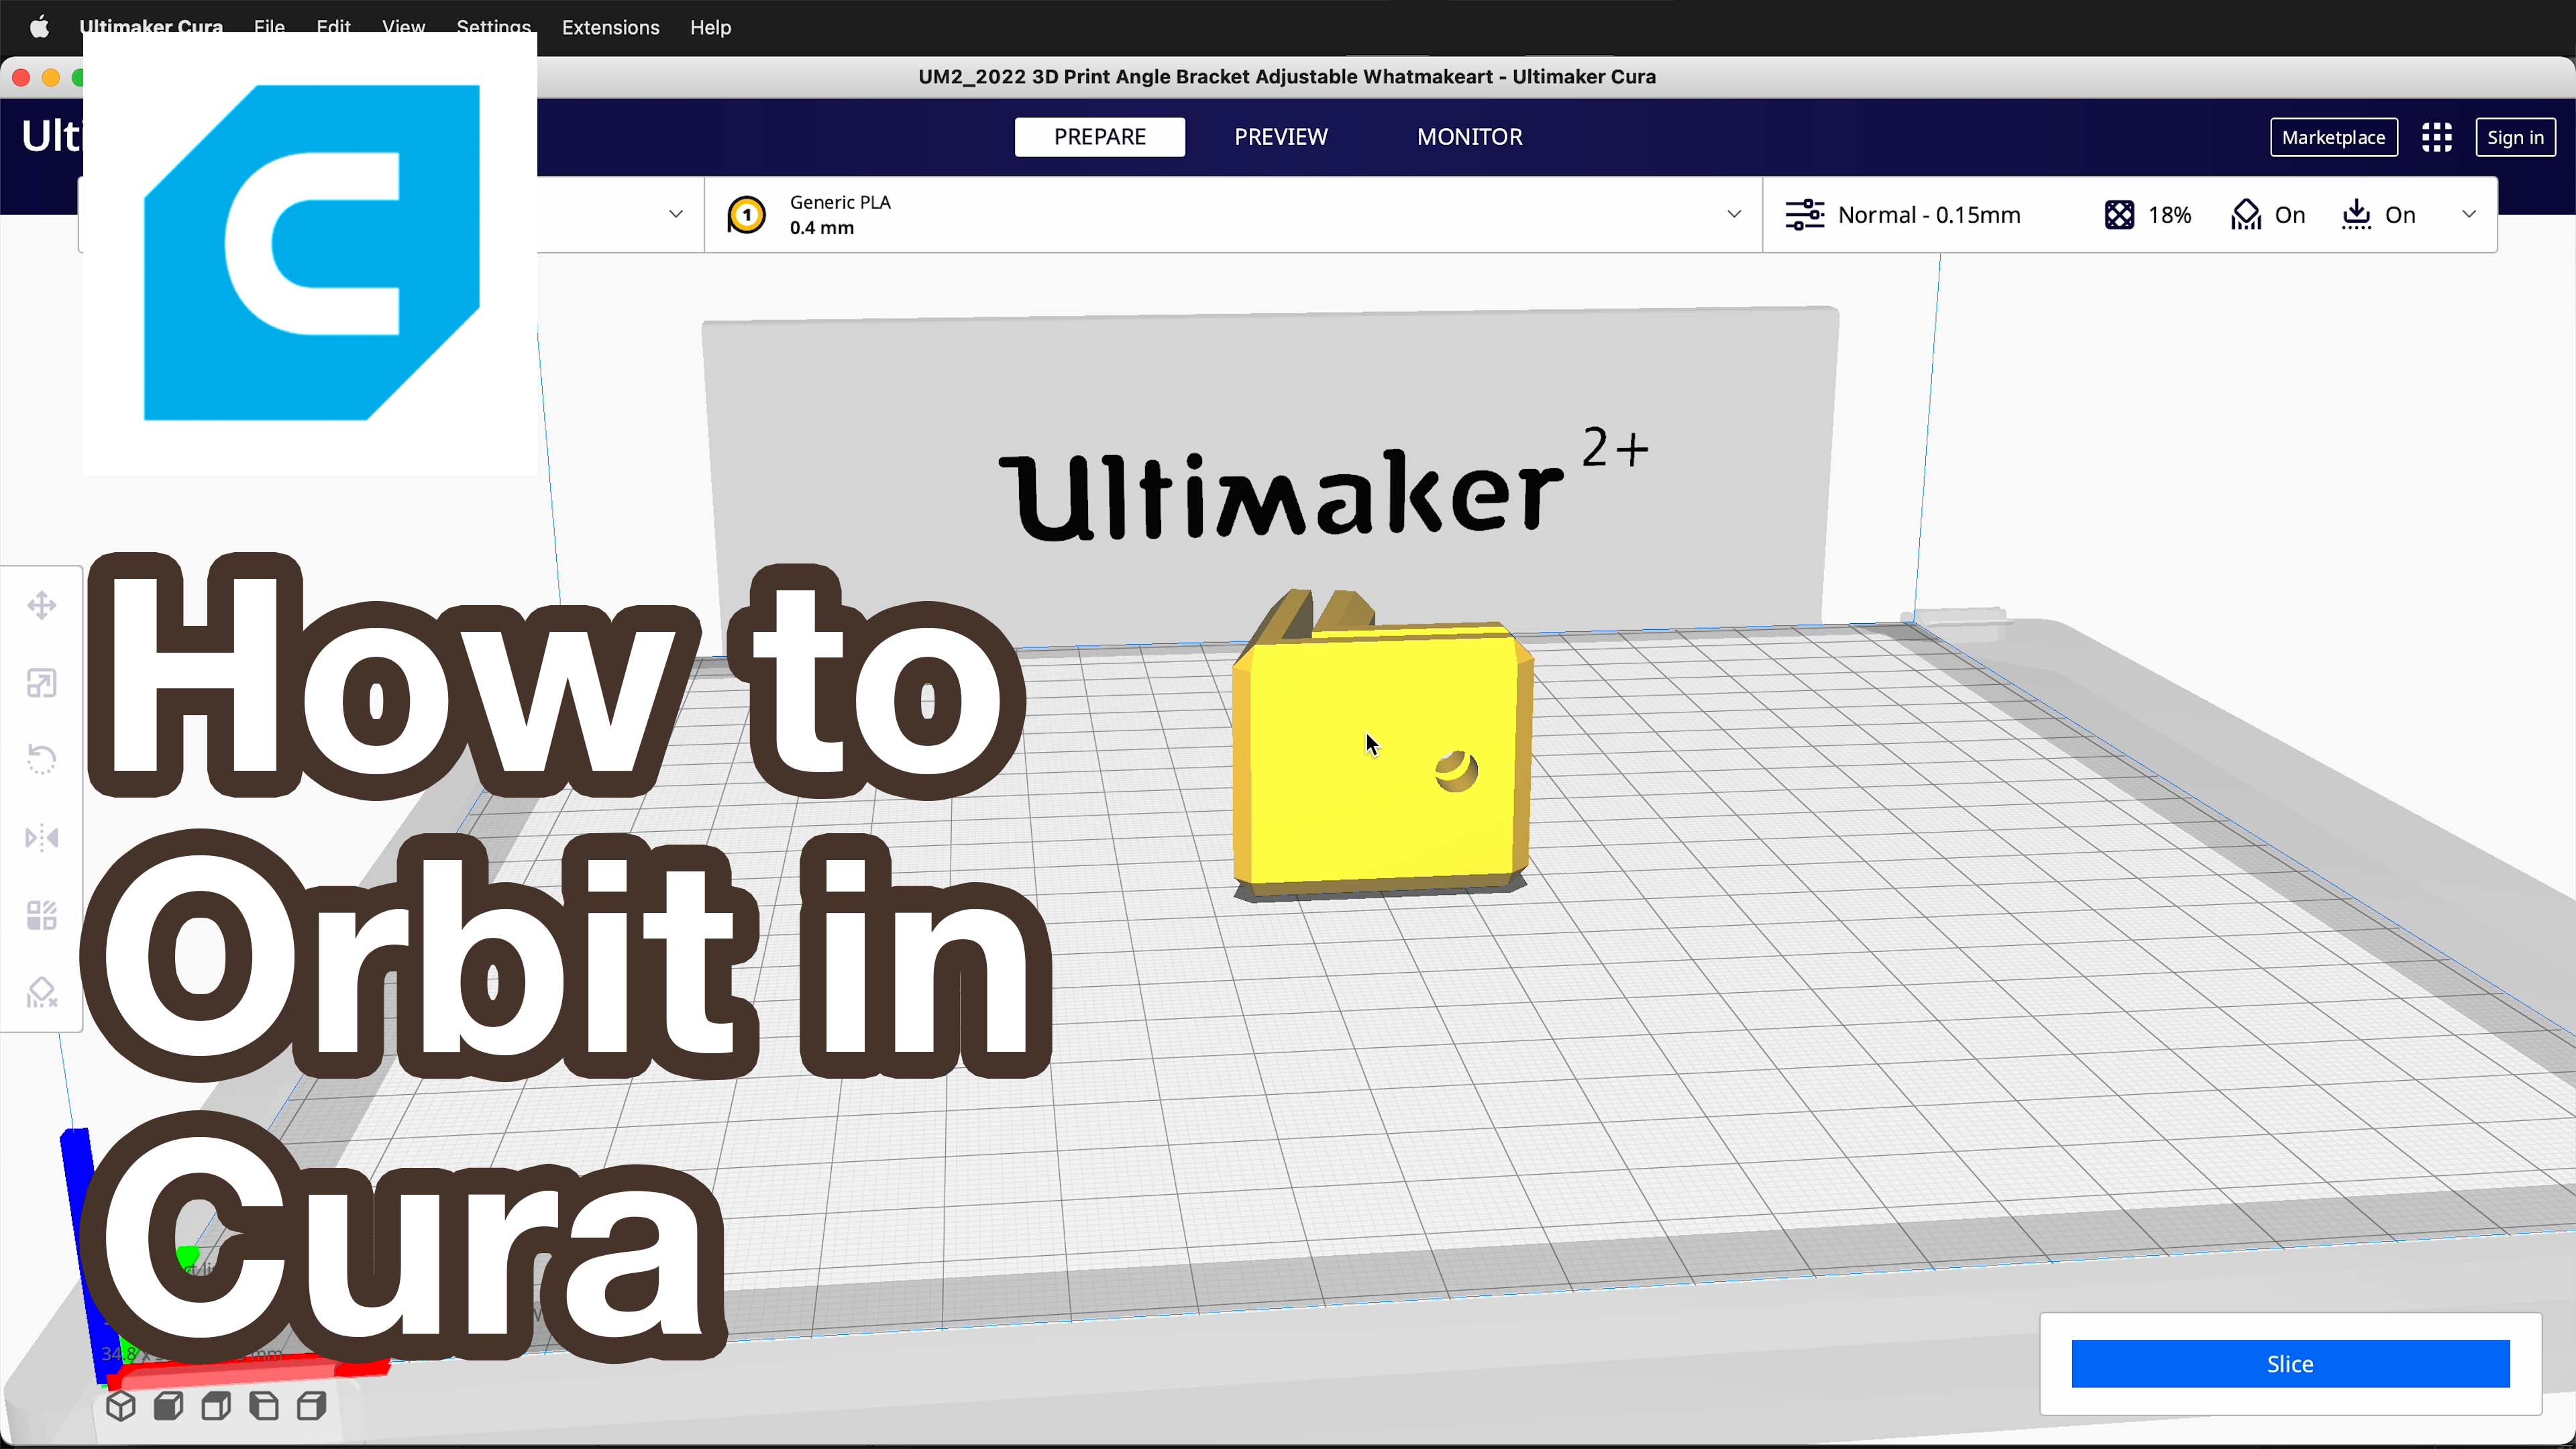 Ultimaker Cura File Edit View Settings Extensions Help
UM2_2022 3D Print Angle Bracket Adjustable Whatmakeart - Ultimaker Cura
Ulti
PREPARE PREVIEW MONITOR
Marketplace
Sign in
1
Generic PLA
0.4 mm
Normal - 0.15mm
18%
On
On
Ultimaker 2+
How to
Orbit in
Cura
34.8
mm
Slice